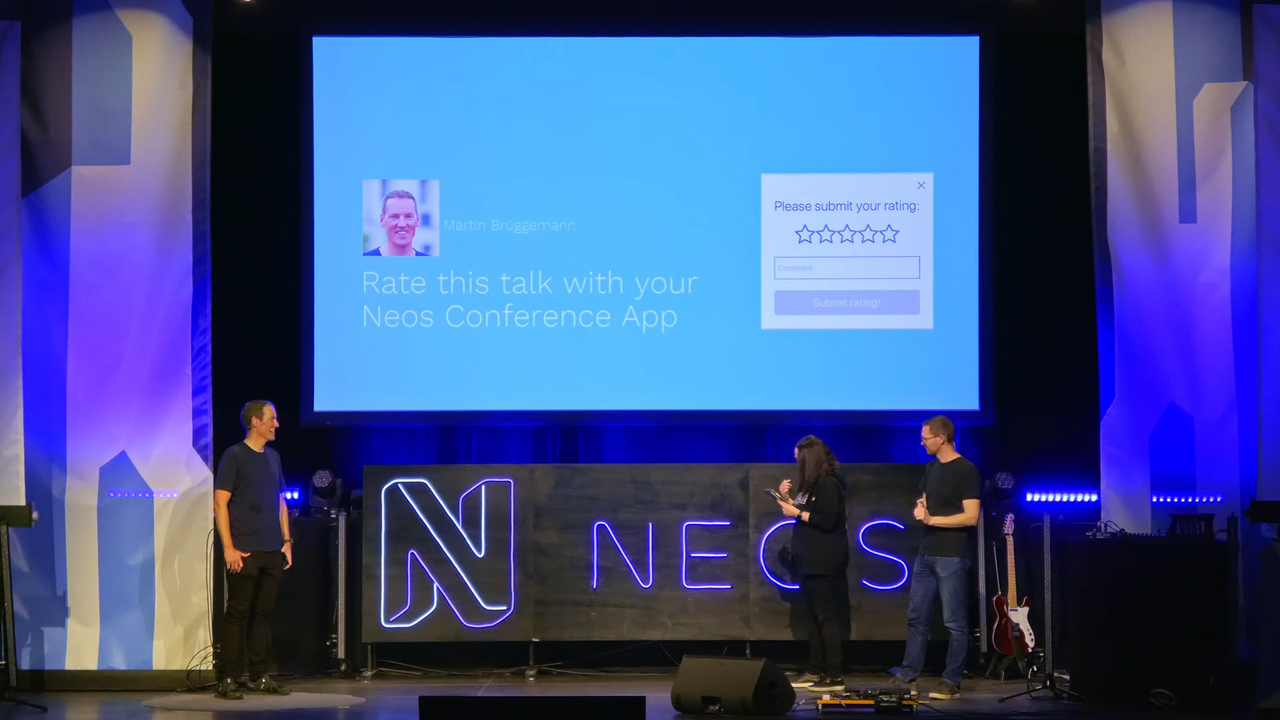 Martin Brüggemann
Rate this talk with your
Neos Conference App
Please submit your rating:
Comment
Submit rating!
NEOS